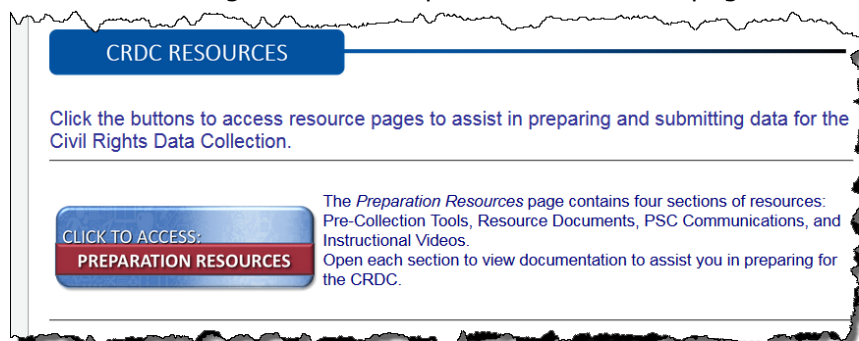 CRDC RESOURCES
Click the buttons to access resource pages to assist in preparing and submitting data for the
Civil Rights Data Collection.
CLICK TO ACCESS:
PREPARATION RESOURCES
The Preparation Resources page contains four sections of resources:
Pre-Collection Tools, Resource Documents, PSC Communications, and
Instructional Videos.
Open each section to view documentation to assist you in preparing for
the CRDC.